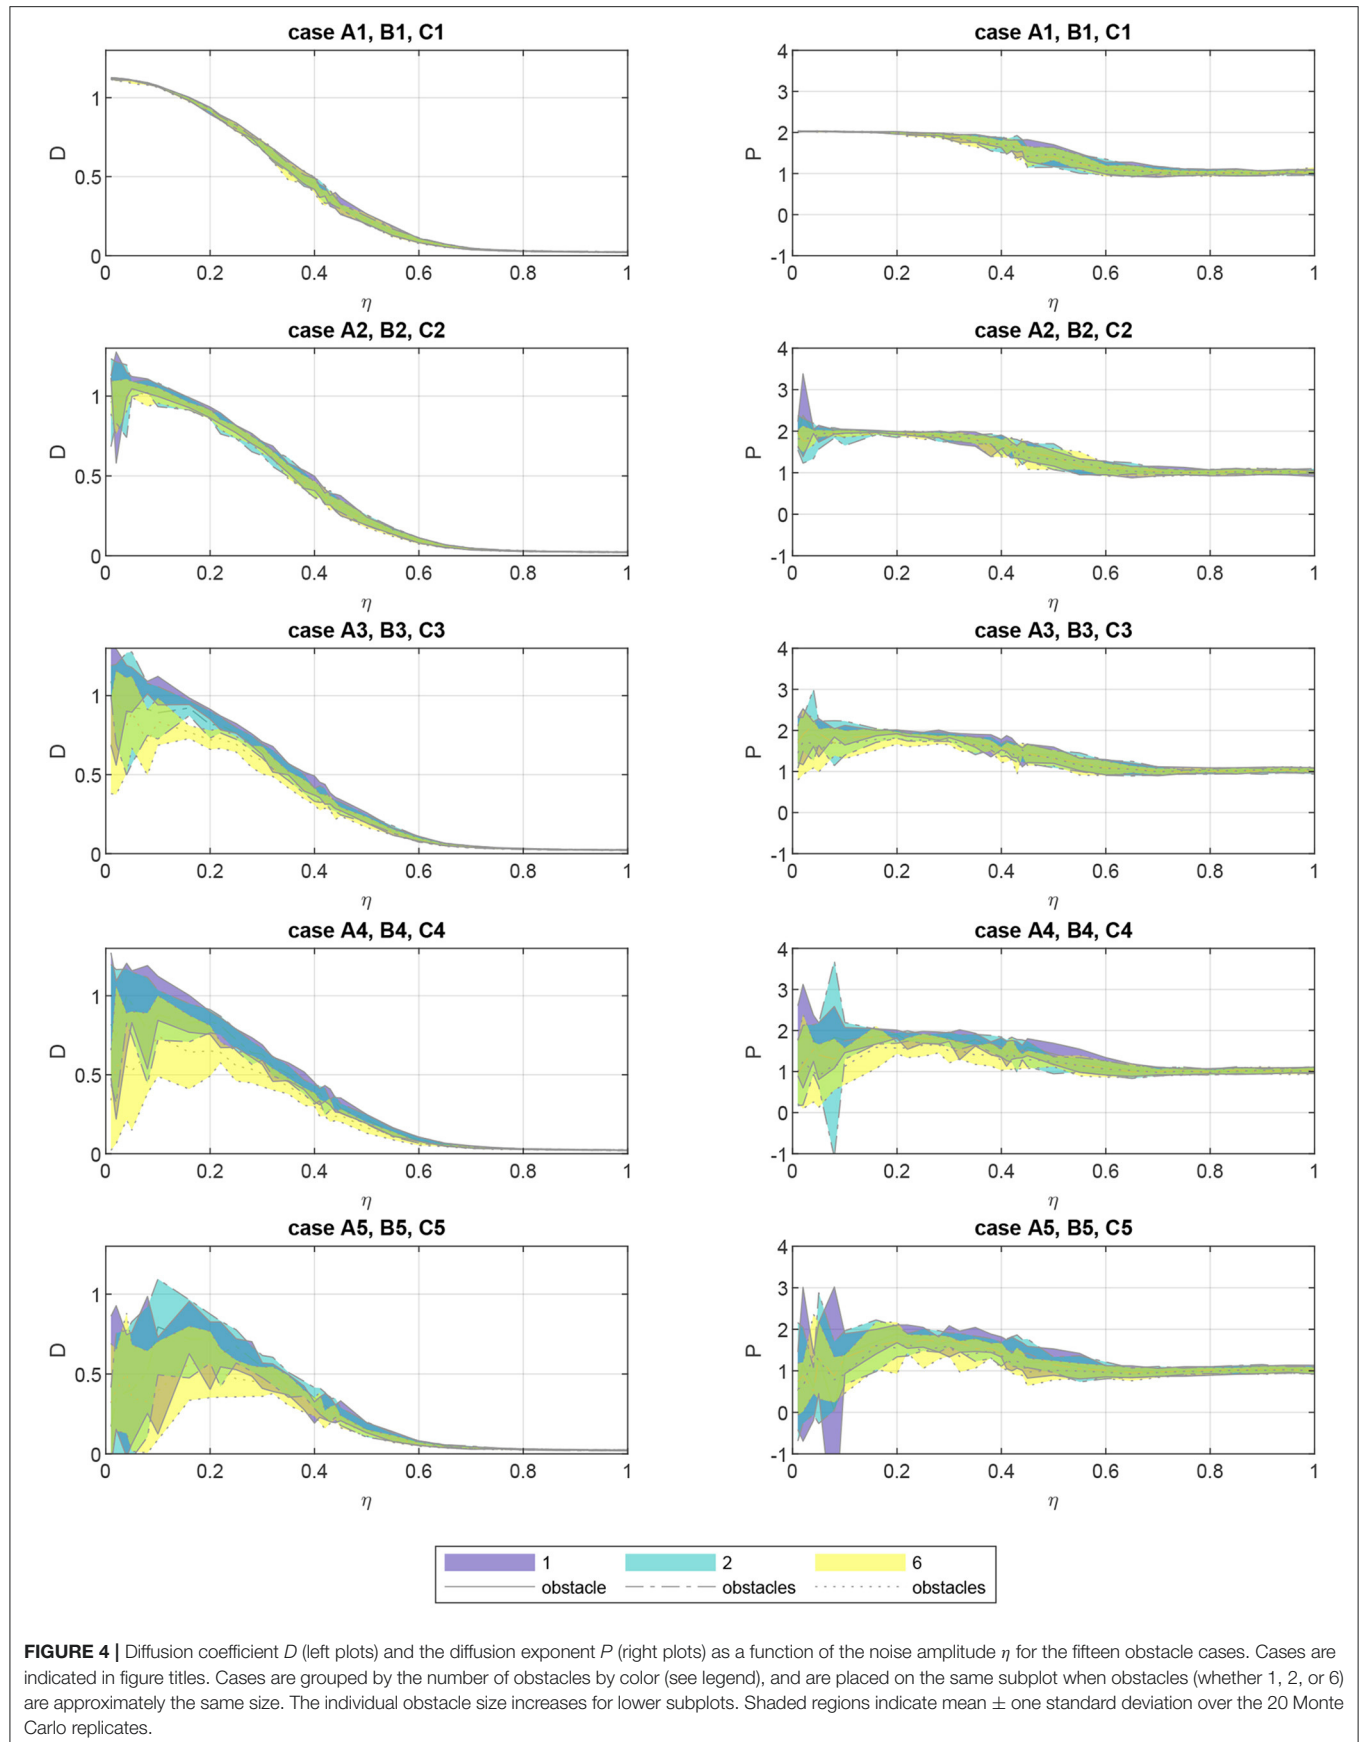 case A1, B1, C1
D
1
0.5
0
0 0.2 0.4 0.6 0.8 1
η
case A1, B1, C1
P
4
3
2
1
0
-1
0 0.2 0.4 0.6 0.8 1
η
case A2, B2, C2
D
1
0.5
0
0 0.2 0.4 0.6 0.8 1
η
case A2, B2, C2
P
4
3
2
1
0
-1
0 0.2 0.4 0.6 0.8 1
η
case A3, B3, C3
D
1
0.5
0
0 0.2 0.4 0.6 0.8 1
η
case A3, B3, C3
P
4
3
2
1
0
-1
0 0.2 0.4 0.6 0.8 1
η
case A4, B4, C4
D
1
0.5
0
0 0.2 0.4 0.6 0.8 1
η
case A4, B4, C4
P
4
3
2
1
0
-1
0 0.2 0.4 0.6 0.8 1
η
case A5, B5, C5
D
1
0.5
0
0 0.2 0.4 0.6 0.8 1
η
case A5, B5, C5
P
4
3
2
1
0
-1
0 0.2 0.4 0.6 0.8 1
η
1 2 6
obstacle obstacles obstacles
FIGURE 4 | Diffusion coefficient D (left plots) and the diffusion exponent P (right plots) as a function of the noise amplitude η for the fifteen obstacle cases. Cases are
indicated in figure titles. Cases are grouped by the number of obstacles by color (see legend), and are placed on the same subplot when obstacles (whether 1, 2, or 6)
are approximately the same size. The individual obstacle size increases for lower subplots. Shaded regions indicate mean ± one standard deviation over the 20 Monte
Carlo replicates.